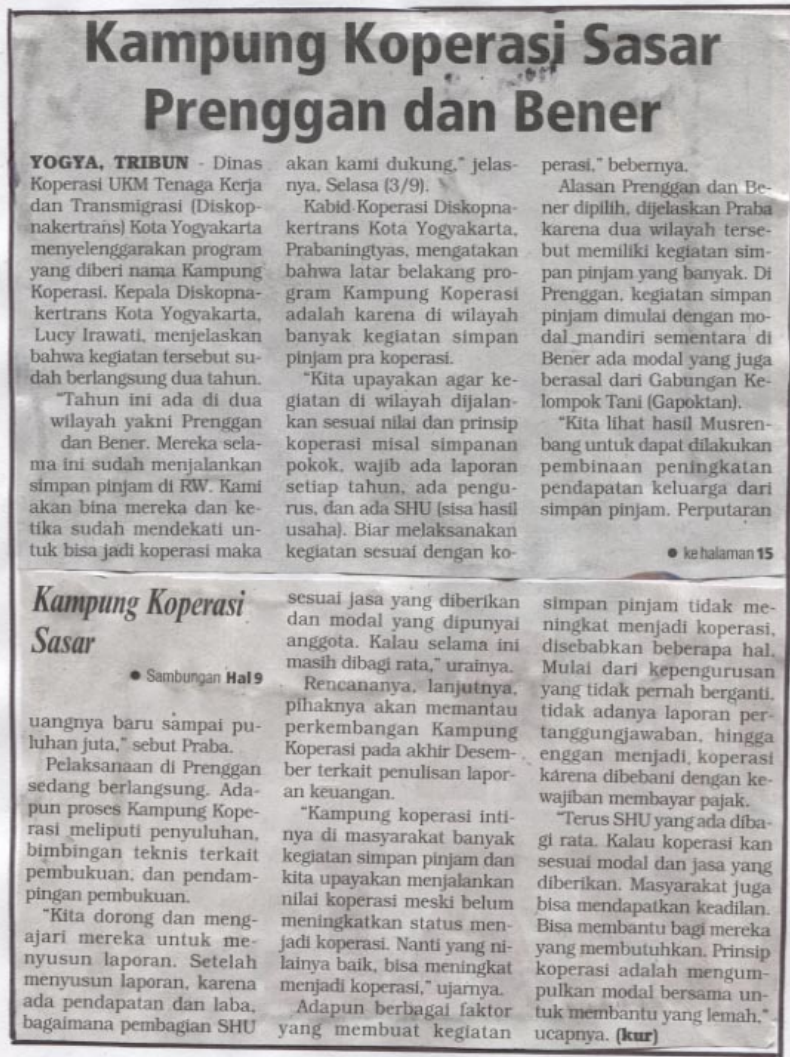 Kampung Koperasi Sasar
Prenggan dan Bener
YOGYA, TRIBUN - Dinas
Koperasi UKM Tenaga Kerja
dan Transmigrasi (Diskop-
nakertrans) Kota Yogyakarta
menyelenggarakan program
yang diberi nama Kampung
Koperasi. Kepala Diskopna-
kertrans Kota Yogyakarta,
Lucy Irawati, menjelaskan
bahwa kegiatan tersebut su-
dah berlangsung dua tahun.
"Tahun ini ada di dua
wilayah yakni Prenggan
dan Bener. Mereka sela-
ma ini sudah menjalankan
simpan pinjam di RW. Kami
akan bina mereka dan ke-
tika sudah mendekati un-
tuk bisa jadi koperasi maka
akan kami dukung," jelas-
nya, Selasa (3/9).
Kabid Koperasi Diskopna-
kertrans Kota Yogyakarta,
Prabaningtyas, mengatakan
bahwa latar belakang pro-
gram Kampung Koperasi
adalah karena di wilayah
banyak kegiatan simpan
pinjam pra koperasi.
"Kita upayakan agar ke-
giatan di wilayah dijalan-
kan sesuai nilai dan prinsip
koperasi misal simpanan
pokok, wajib ada laporan
setiap tahun, ada pengu-
rus, dan ada SHU (sisa hasil
usaha). Biar melaksanakan
kegiatan sesuai dengan ko-
perasi," bebernya.
Alasan Prenggan dan Be-
ner dipilih, dijelaskan Praba
karena dua wilayah terse-
but memiliki kegiatan sim-
pan pinjam yang banyak. Di
Prenggan, kegiatan simpan
pinjam dimulai dengan mo-
dal mandiri sementara di
Bener ada modal yang juga
berasal dari Gabungan Ke-
lompok Tani (Gapoktan).
"Kita lihat hasil Musren-
bang untuk dapat dilakukan
pembinaan peningkatan
pendapatan keluarga dari
simpan pinjam. Perputaran
● ke halaman 15
Kampung Koperasi
Sasar
● Sambungan Hal 9
uangnya baru sampai pu-
luhan juta," sebut Praba.
Pelaksanaan di Prenggan
sedang berlangsung. Ada-
pun proses Kampung Kope-
rasi meliputi penyuluhan,
bimbingan teknis terkait
pembukuan, dan pendam-
pingan pembukuan.
"Kita dorong dan meng-
ajari mereka untuk me-
nyusun laporan. Setelah
menyusun laporan, karena
ada pendapatan dan laba,
bagaimana pembagian SHU
sesuai jasa yang diberikan
dan modal yang dipunyai
anggota. Kalau selama ini
masih dibagi rata," urainya.
Rencananya, lanjutnya,
pihaknya akan memantau
perkembangan Kampung
Koperasi pada akhir Desem-
ber terkait penulisan lapor-
an keuangan.
"Kampung koperasi inti-
nya di masyarakat banyak
kegiatan simpan pinjam dan
kita upayakan menjalankan
nilai koperasi meski belum
meningkatkan status men-
jadi koperasi. Nanti yang ni-
lainya baik, bisa meningkat
menjadi koperasi," ujarnya.
Adapun berbagai faktor
yang membuat kegiatan
simpan pinjam tidak me-
ningkat menjadi koperasi,
disebabkan beberapa hal.
Mulai dari kepengurusan
yang tidak pernah berganti,
tidak adanya laporan per-
tanggungjawaban, hingga
enggan menjadi koperasi
karena dibebani dengan ke-
wajiban membayar pajak.
"Terus SHU yang ada diba-
gi rata. Kalau koperasi kan
sesuai modal dan jasa yang
diberikan. Masyarakat juga
bisa mendapatkan keadilan.
Bisa membantu bagi mereka
yang membutuhkan. Prinsip
koperasi adalah mengum-
pulkan modal bersama un-
tuk membantu yang lemah,"
ucapnya. (kur)